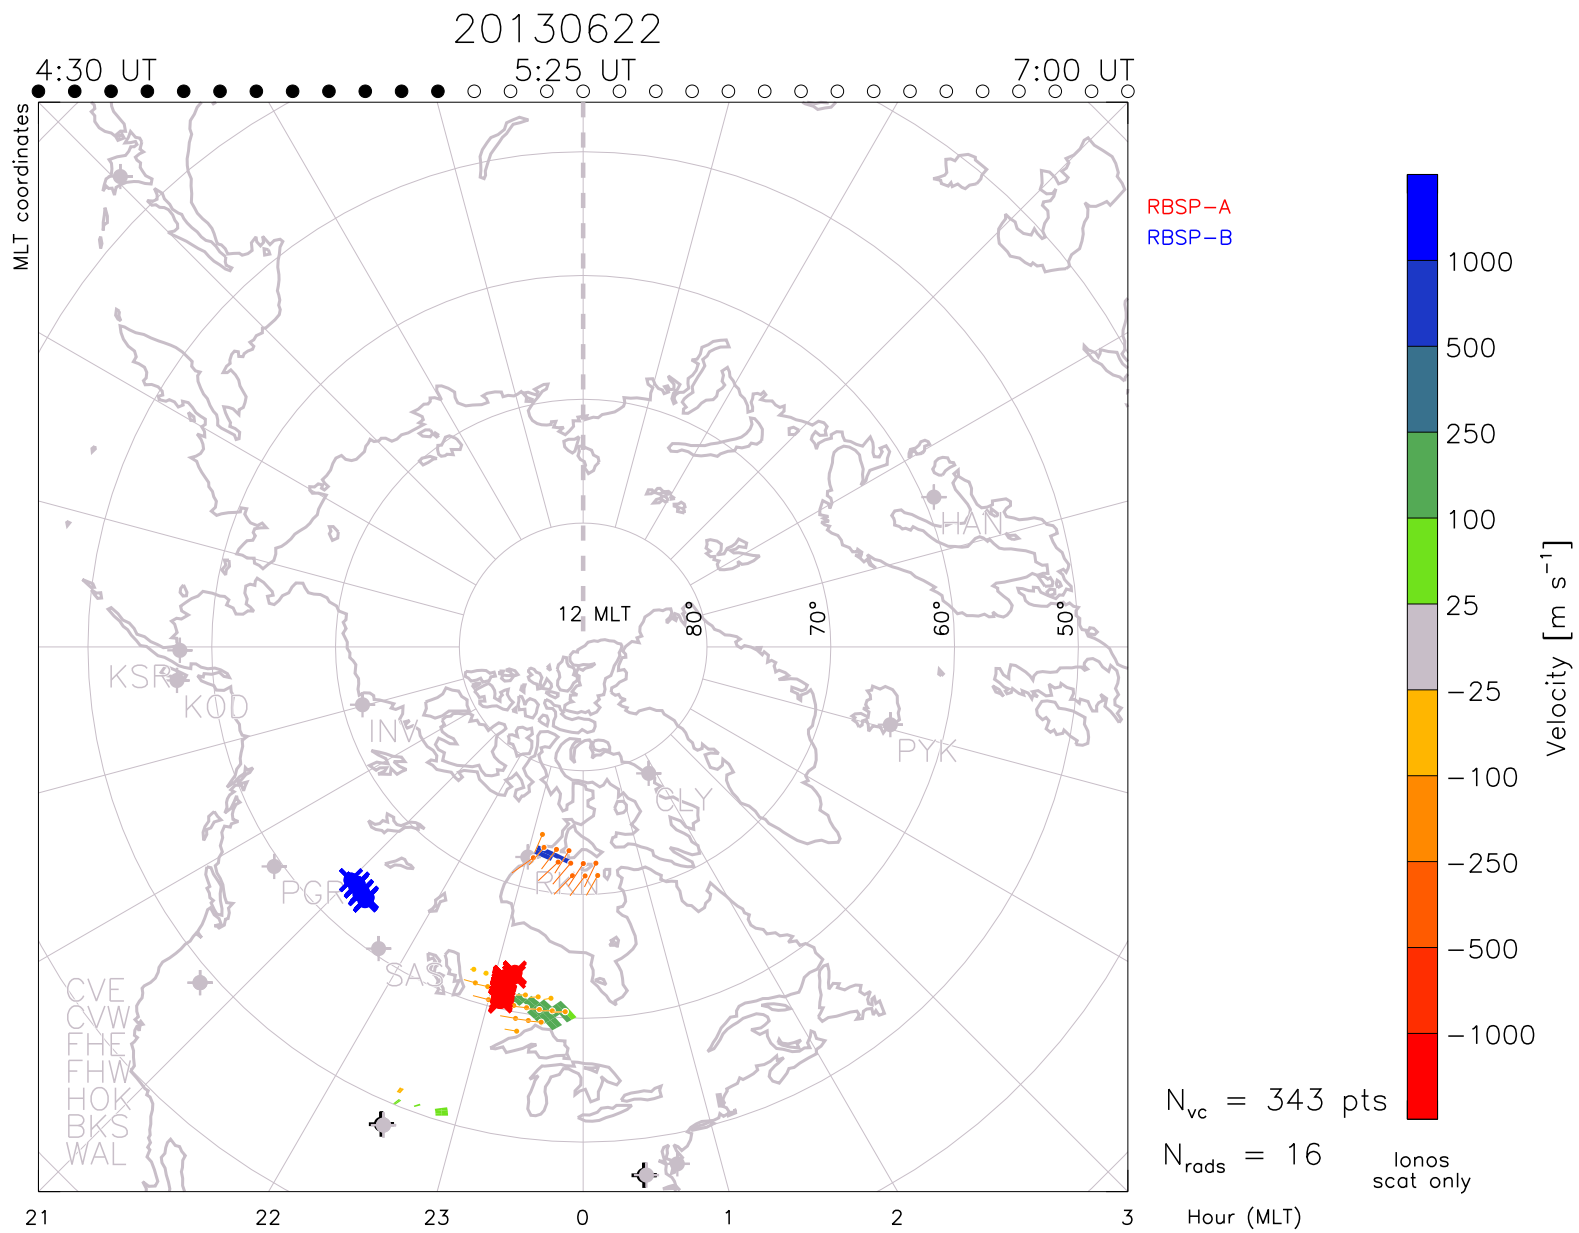 20130622
4:30 UT
5:25 UT
7:00 UT
MLT coordinates
RBSP-A
RBSP-B
12 MLT
80°
70°
60°
50°
HAN
KSR
KOD
INV
PYK
CLY
PGR
RKN
SAS
CVE
CVW
FHE
FHW
HOK
BKS
WAL
1000
500
250
100
25
-25
-100
-250
-500
-1000
Velocity [m s⁻¹]
Nvc = 343 pts
Nrads = 16
Ionos
scat only
21
22
23
0
1
2
3
Hour (MLT)